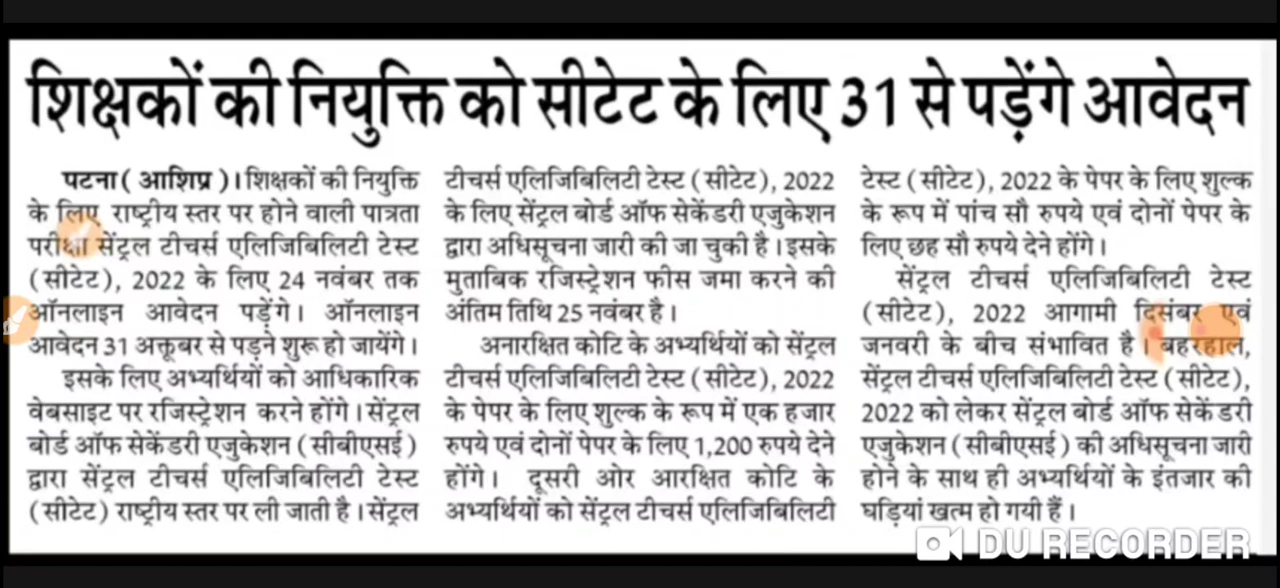 शिक्षकों की नियुक्ति को सीटेट के लिए 31 से पड़ेंगे आवेदन
पटना (आशिप्र)। शिक्षकों की नियुक्ति
के लिए राष्ट्रीय स्तर पर होने वाली पात्रता
परीक्षा सेंट्रल टीचर्स एलिजिबिलिटी टेस्ट
(सीटेट), 2022 के लिए 24 नवंबर तक
ऑनलाइन आवेदन पड़ेंगे। ऑनलाइन
आवेदन 31 अक्तूबर से पड़ने शुरू हो जायेंगे।
इसके लिए अभ्यर्थियों को आधिकारिक
वेबसाइट पर रजिस्ट्रेशन करने होंगे। सेंट्रल
बोर्ड ऑफ सेकेंडरी एजुकेशन (सीबीएसई)
द्वारा सेंट्रल टीचर्स एलिजिबिलिटी टेस्ट
(सीटेट) राष्ट्रीय स्तर पर ली जाती है। सेंट्रल
टीचर्स एलिजिबिलिटी टेस्ट (सीटेट), 2022
के लिए सेंट्रल बोर्ड ऑफ सेकेंडरी एजुकेशन
द्वारा अधिसूचना जारी की जा चुकी है। इसके
मुताबिक रजिस्ट्रेशन फीस जमा करने की
अंतिम तिथि 25 नवंबर है।
अनारक्षित कोटि के अभ्यर्थियों को सेंट्रल
टीचर्स एलिजिबिलिटी टेस्ट (सीटेट), 2022
के पेपर के लिए शुल्क के रूप में एक हजार
रुपये एवं दोनों पेपर के लिए 1,200 रुपये देने
होंगे। दूसरी ओर आरक्षित कोटि के
अभ्यर्थियों को सेंट्रल टीचर्स एलिजिबिलिटी
टेस्ट (सीटेट), 2022 के पेपर के लिए शुल्क
के रूप में पांच सौ रुपये एवं दोनों पेपर के
लिए छह सौ रुपये देने होंगे।
सेंट्रल टीचर्स एलिजिबिलिटी टेस्ट
(सीटेट), 2022 आगामी दिसंबर एवं
जनवरी के बीच संभावित है। बहरहाल,
सेंट्रल टीचर्स एलिजिबिलिटी टेस्ट (सीटेट),
2022 को लेकर सेंट्रल बोर्ड ऑफ सेकेंडरी
एजुकेशन (सीबीएसई) की अधिसूचना जारी
होने के साथ ही अभ्यर्थियों के इंतजार की
घड़ियां खत्म हो गयी हैं।
DU RECORDER